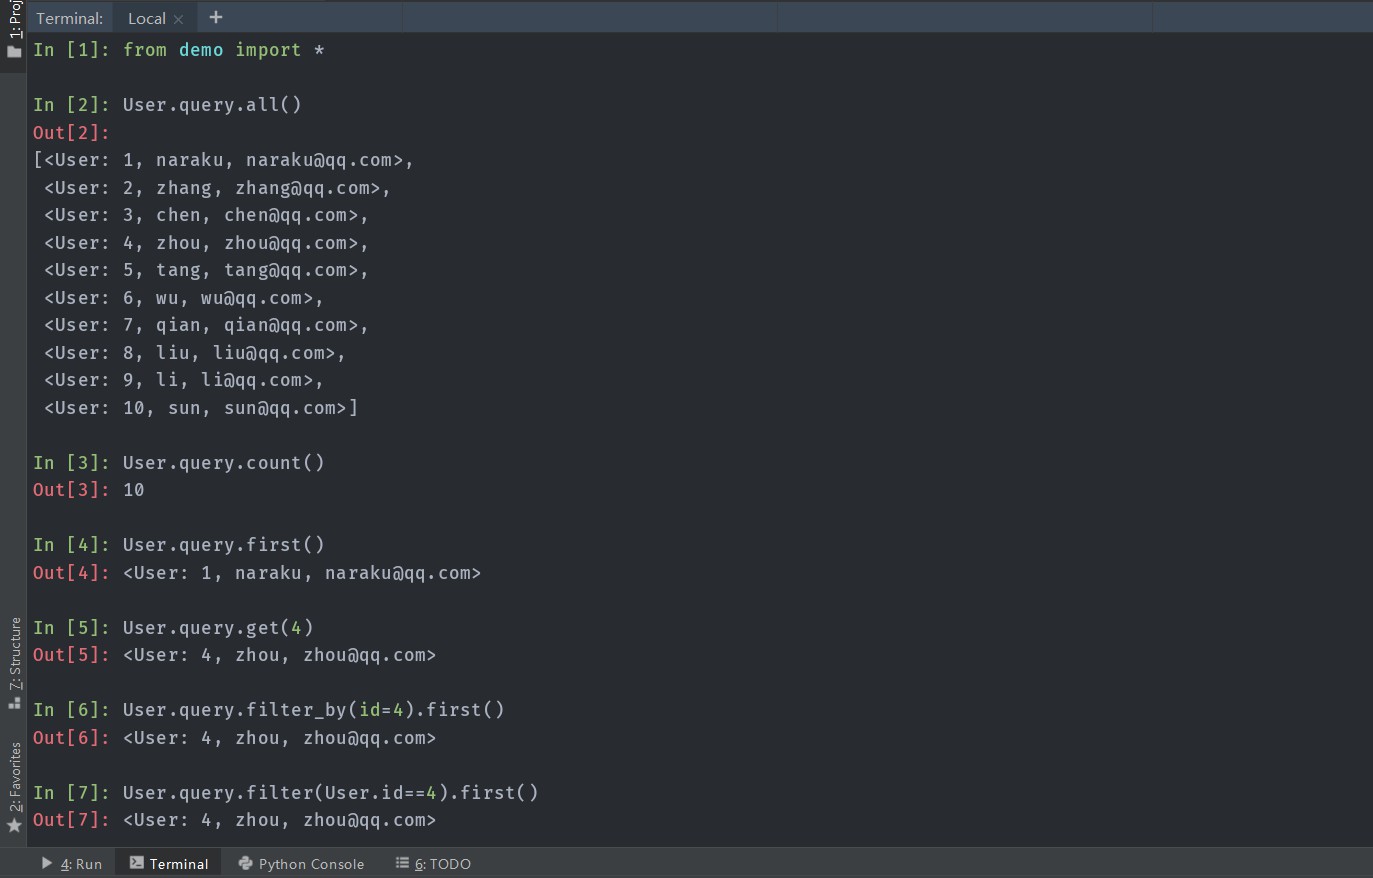 Terminal: Local × +
In [1]: from demo import *
In [2]: User.query.all()
Out[2]:
[<User: 1, naraku, naraku@qq.com>,
<User: 2, zhang, zhang@qq.com>,
<User: 3, chen, chen@qq.com>,
<User: 4, zhou, zhou@qq.com>,
<User: 5, tang, tang@qq.com>,
<User: 6, wu, wu@qq.com>,
<User: 7, qian, qian@qq.com>,
<User: 8, liu, liu@qq.com>,
<User: 9, li, li@qq.com>,
<User: 10, sun, sun@qq.com>]
In [3]: User.query.count()
Out[3]: 10
In [4]: User.query.first()
Out[4]: <User: 1, naraku, naraku@qq.com>
In [5]: User.query.get(4)
Out[5]: <User: 4, zhou, zhou@qq.com>
In [6]: User.query.filter_by(id=4).first()
Out[6]: <User: 4, zhou, zhou@qq.com>
In [7]: User.query.filter(User.id==4).first()
Out[7]: <User: 4, zhou, zhou@qq.com>
1: Proj
7: Structure
2: Favorites
4: Run Terminal Python Console 6: TODO